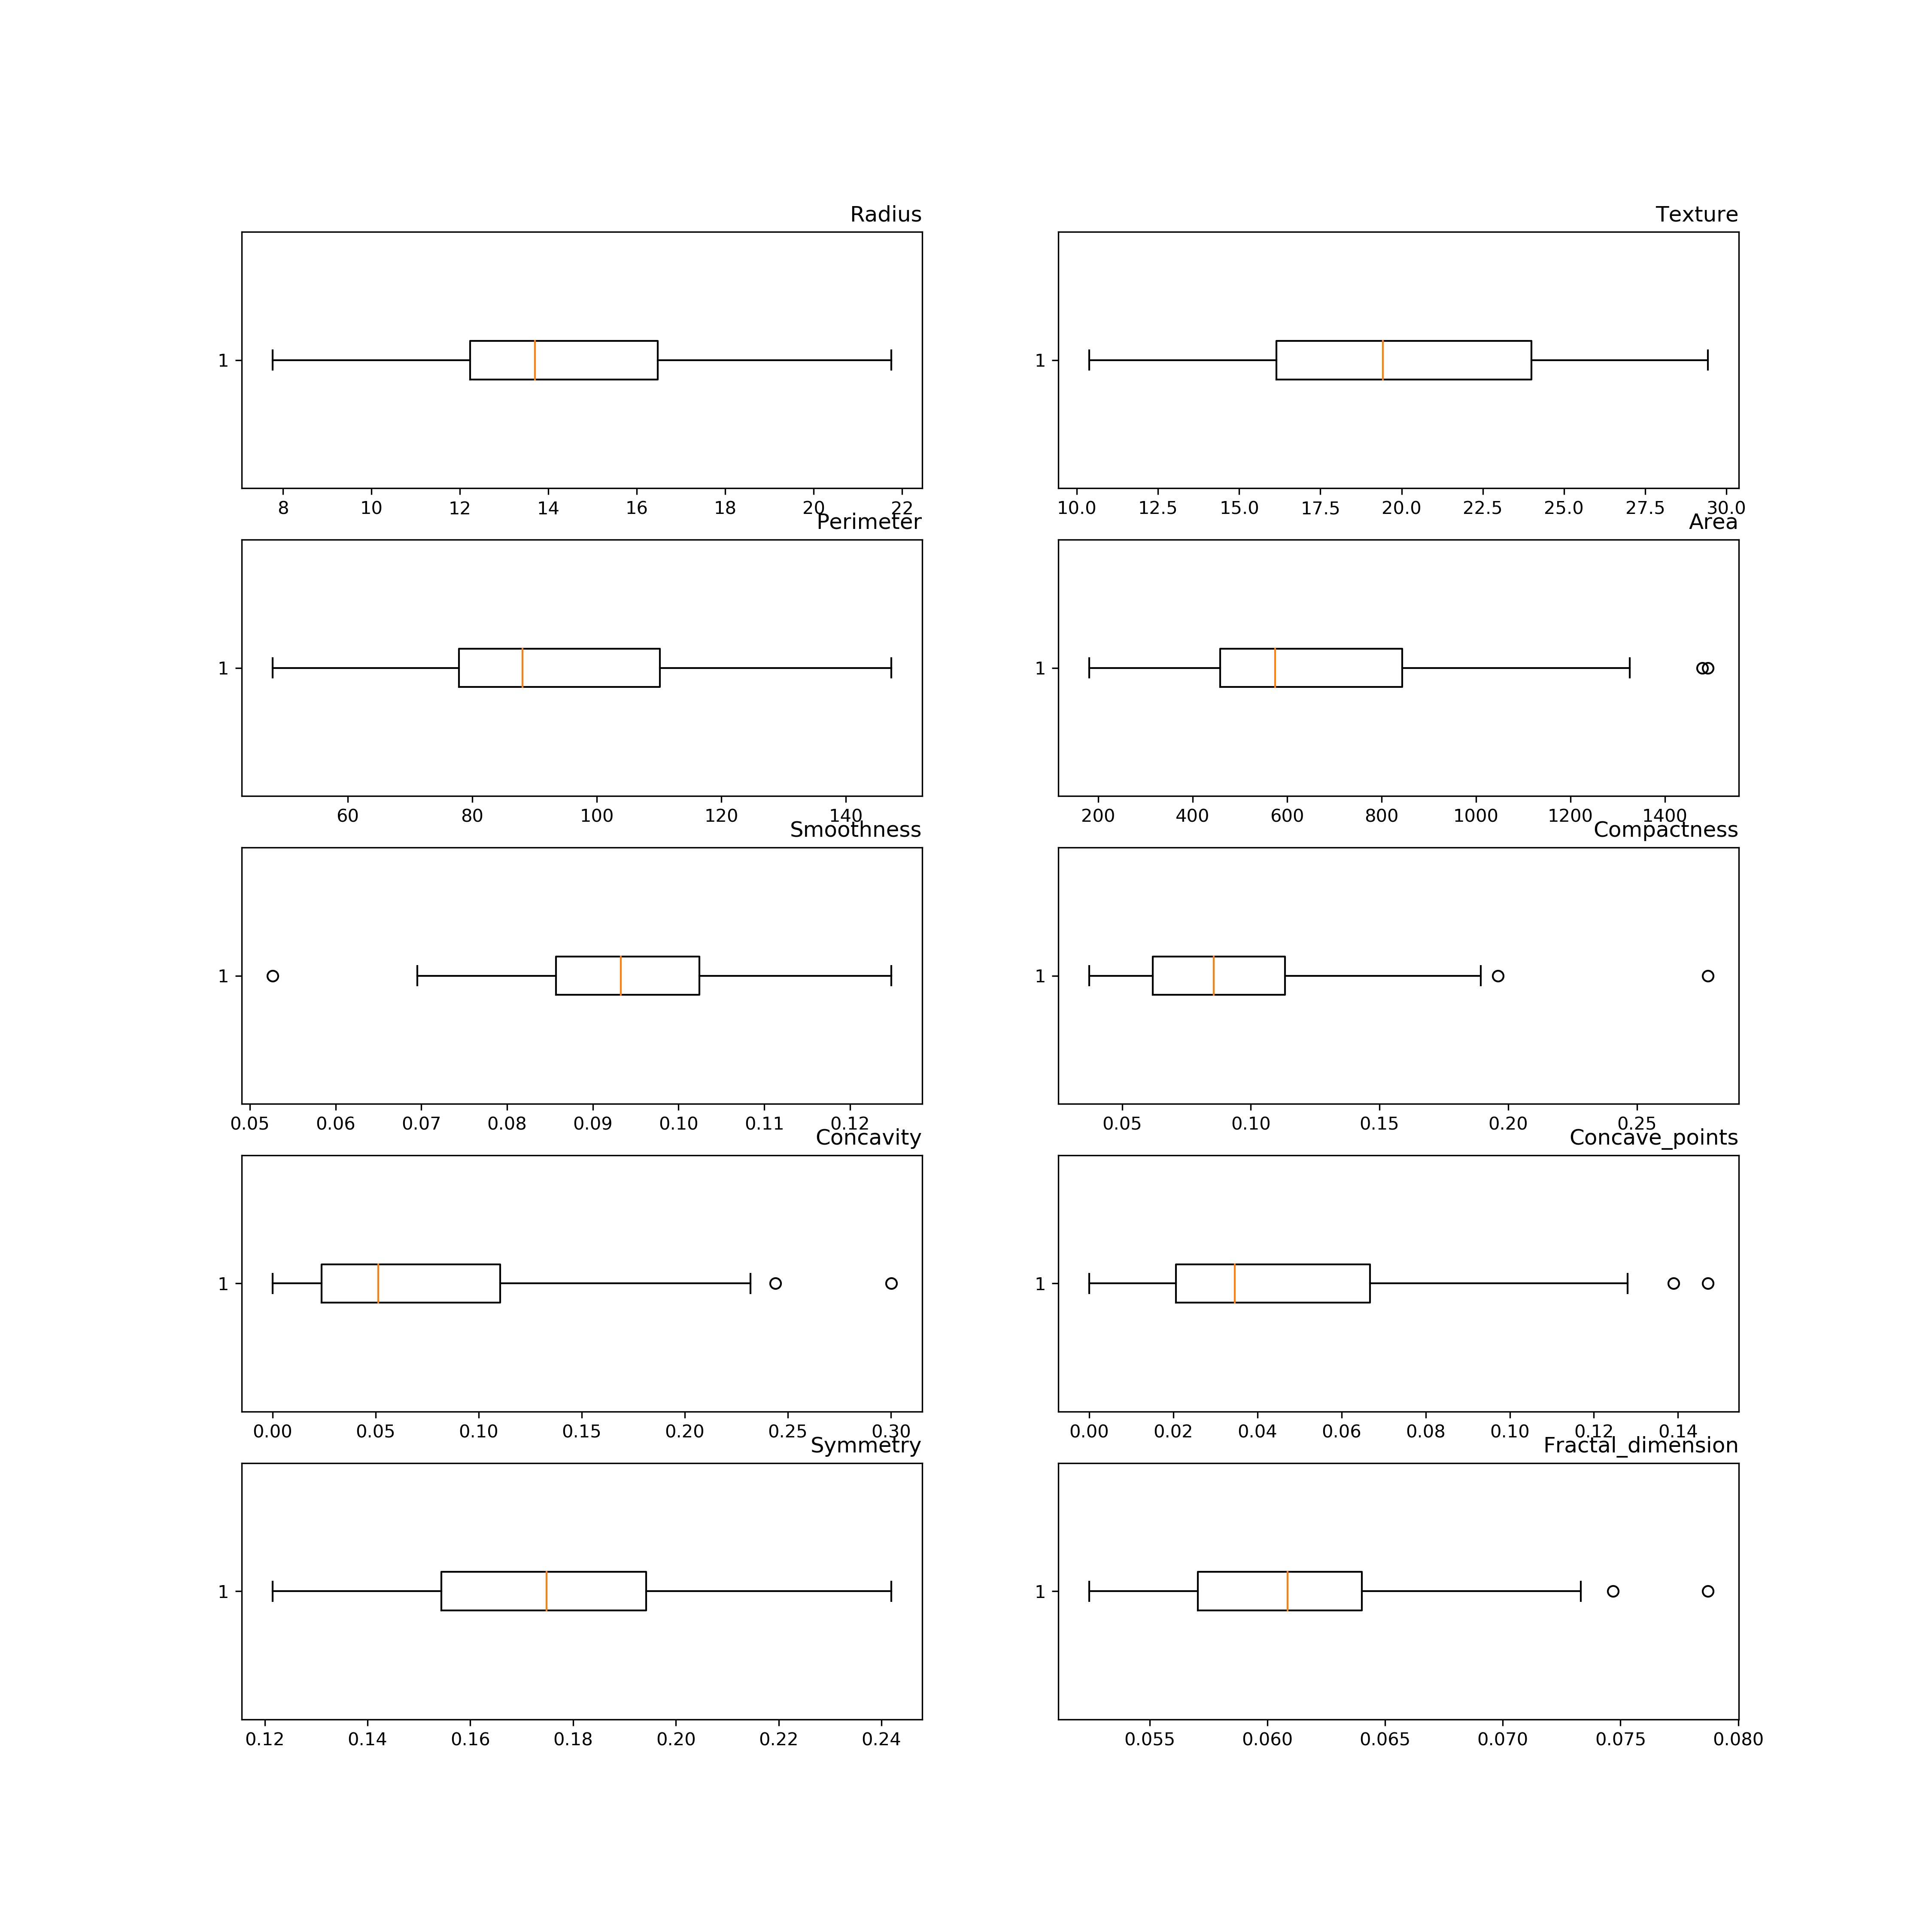 Radius
Texture
1
1
8 10 12 14 16 18 20 22
10.0 12.5 15.0 17.5 20.0 22.5 25.0 27.5 30.0
Perimeter
Area
1
1
60 80 100 120 140
200 400 600 800 1000 1200 1400
Smoothness
Compactness
1
1
0.05 0.06 0.07 0.08 0.09 0.10 0.11 0.12
0.05 0.10 0.15 0.20 0.25
Concavity
Concave_points
1
1
0.00 0.05 0.10 0.15 0.20 0.25 0.30
0.00 0.02 0.04 0.06 0.08 0.10 0.12 0.14
Symmetry
Fractal_dimension
1
1
0.12 0.14 0.16 0.18 0.20 0.22 0.24
0.055 0.060 0.065 0.070 0.075 0.080